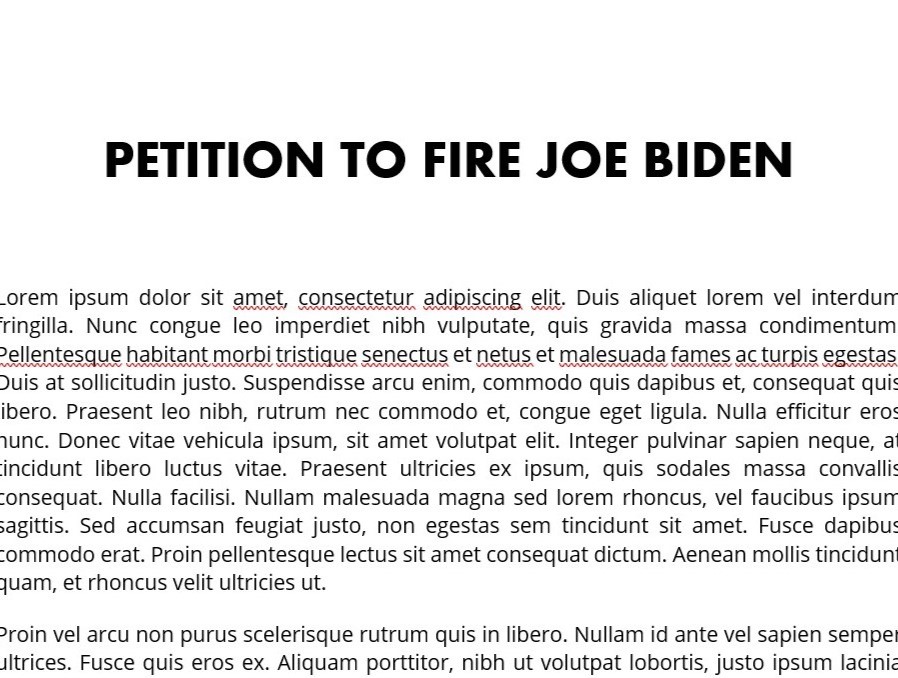 PETITION TO FIRE JOE BIDEN
Lorem ipsum dolor sit amet, consectetur adipiscing elit. Duis aliquet lorem vel interdum
fringilla. Nunc congue leo imperdiet nibh vulputate, quis gravida massa condimentum
Pellentesque habitant morbi tristique senectus et netus et malesuada fames ac turpis egestas
Duis at sollicitudin justo. Suspendisse arcu enim, commodo quis dapibus et, consequat quis
libero. Praesent leo nibh, rutrum nec commodo et, congue eget ligula. Nulla efficitur eros
nunc. Donec vitae vehicula ipsum, sit amet volutpat elit. Integer pulvinar sapien neque, at
tincidunt libero luctus vitae. Praesent ultricies ex ipsum, quis sodales massa convallis
consequat. Nulla facilisi. Nullam malesuada magna sed lorem rhoncus, vel faucibus ipsum
sagittis. Sed accumsan feugiat justo, non egestas sem tincidunt sit amet. Fusce dapibus
commodo erat. Proin pellentesque lectus sit amet consequat dictum. Aenean mollis tincidunt
quam, et rhoncus velit ultricies ut.
Proin vel arcu non purus scelerisque rutrum quis in libero. Nullam id ante vel sapien semper
ultrices. Fusce quis eros ex. Aliquam porttitor, nibh ut volutpat lobortis, justo ipsum lacinia